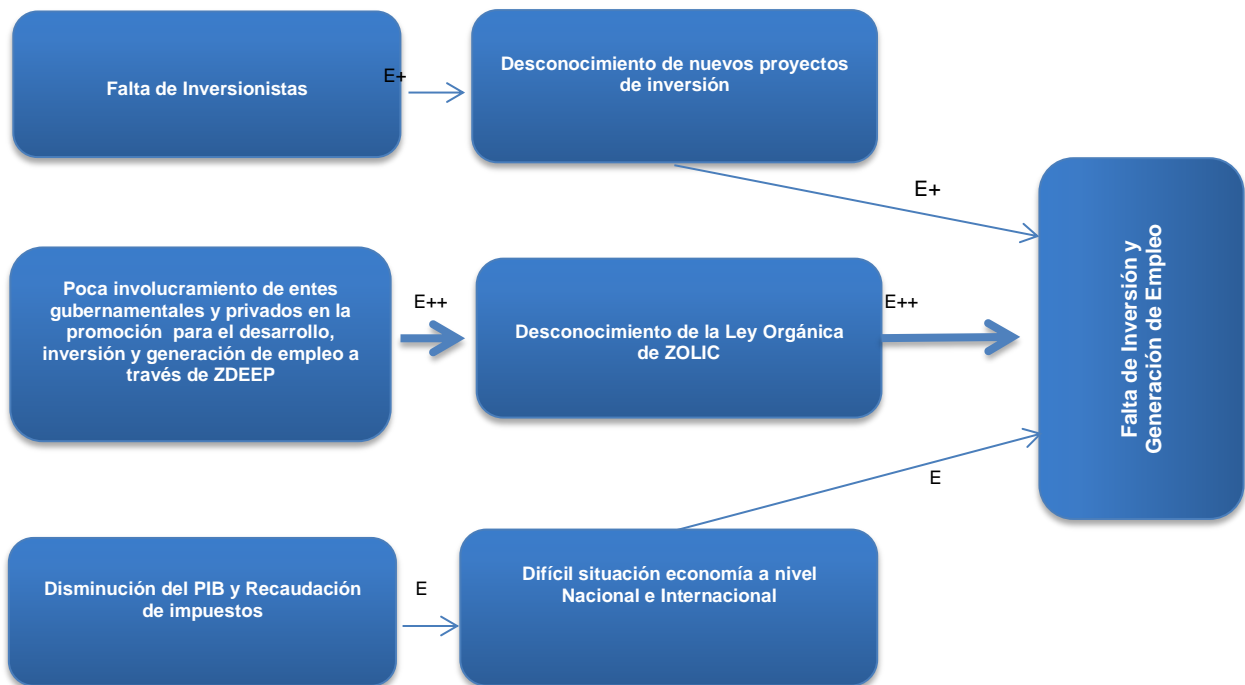 Falta de Inversionistas
E+
Desconocimiento de nuevos proyectos
de inversión
E+
Poca involucramiento de entes
gubernamentales y privados en la
promoción para el desarrollo,
inversión y generación de empleo a
través de ZDEEP
E++
Desconocimiento de la Ley Orgánica
de ZOLIC
E++
Disminución del PIB y Recaudación
de impuestos
E
Difícil situación economía a nivel
Nacional e Internacional
E
Falta de Inversión y
Generación de Empleo